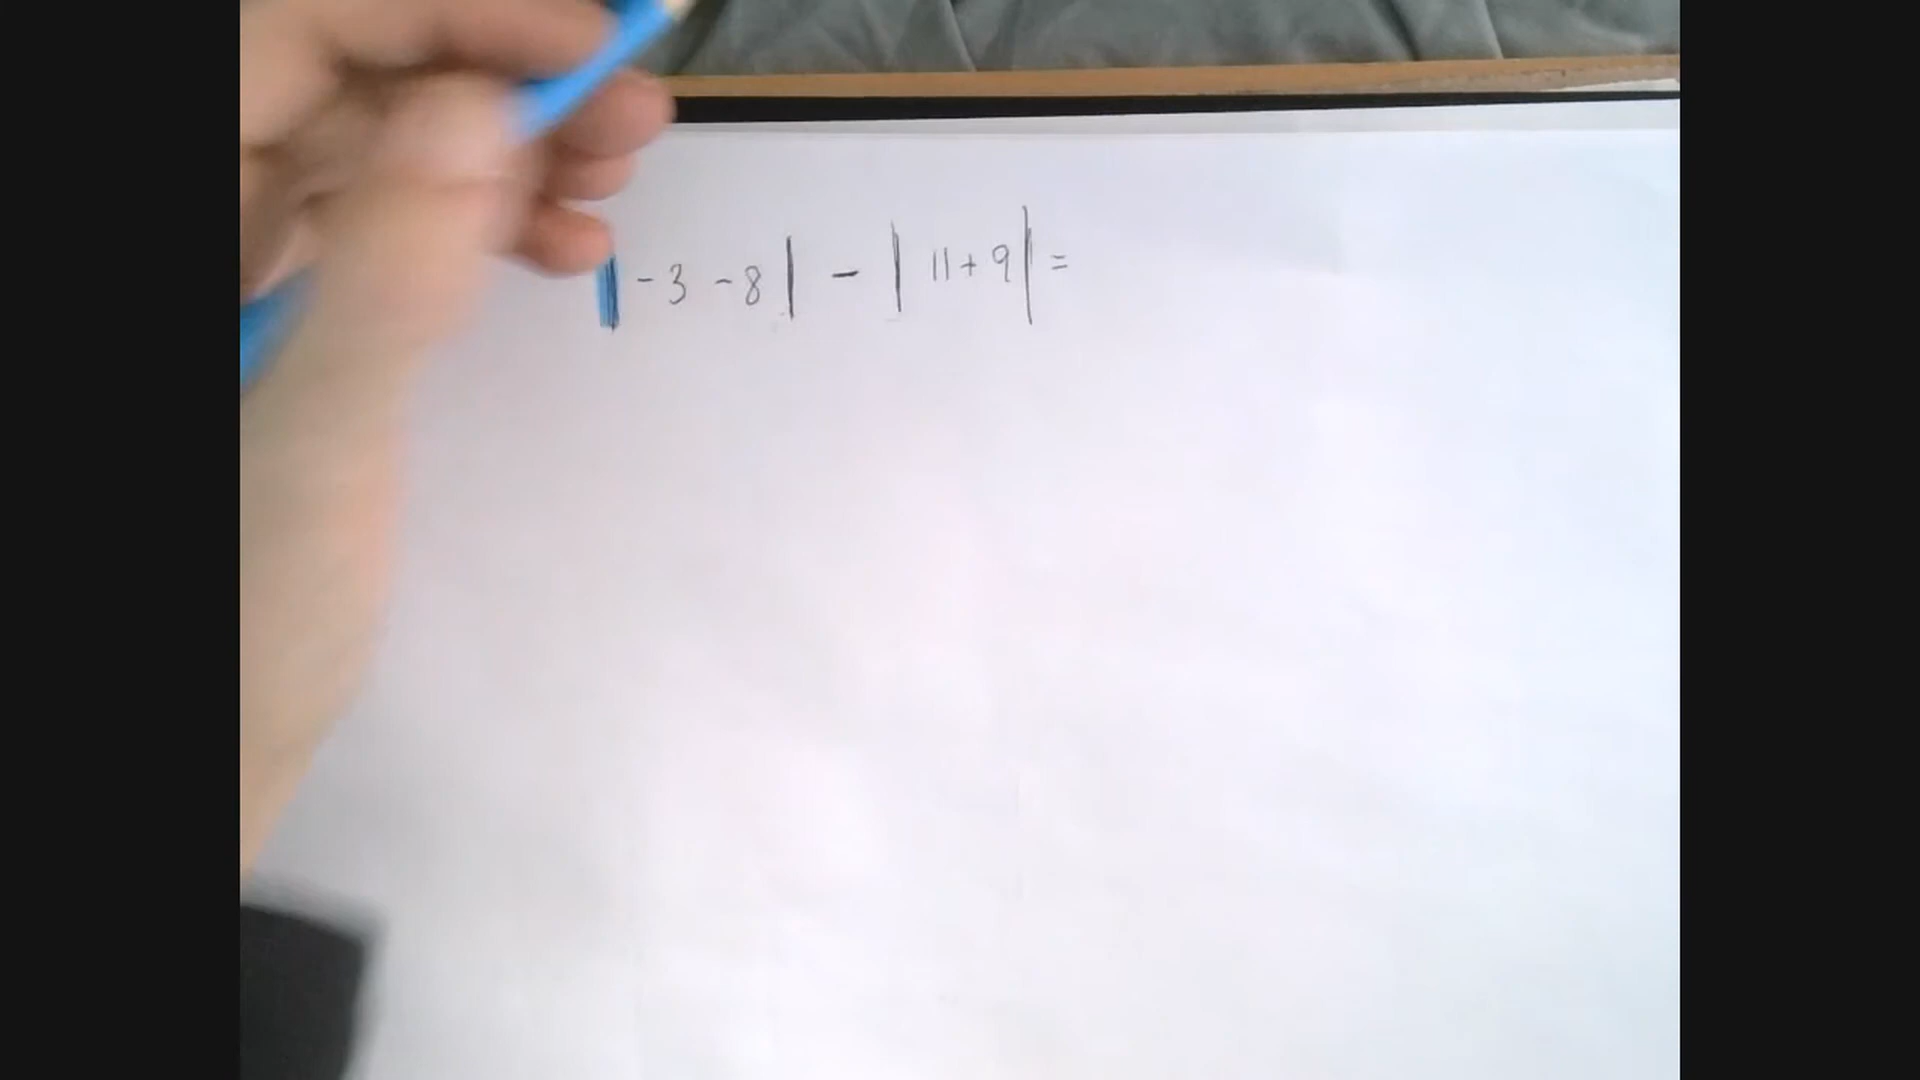 |-3 -8| - |11+9| =